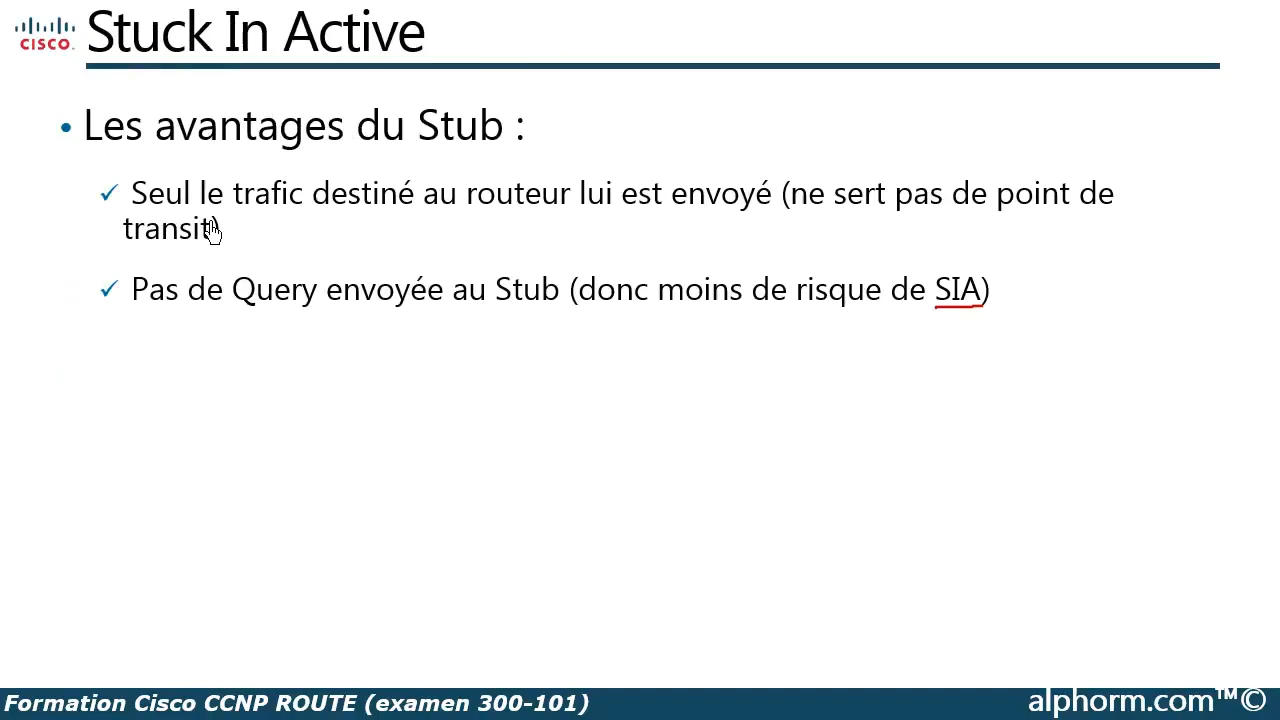 CISCO
Stuck In Active
• Les avantages du Stub :
✓ Seul le trafic destiné au routeur lui est envoyé (ne sert pas de point de
transit)
✓ Pas de Query envoyée au Stub (donc moins de risque de SIA)
Formation Cisco CCNP ROUTE (examen 300-101)
alphorm.com™©